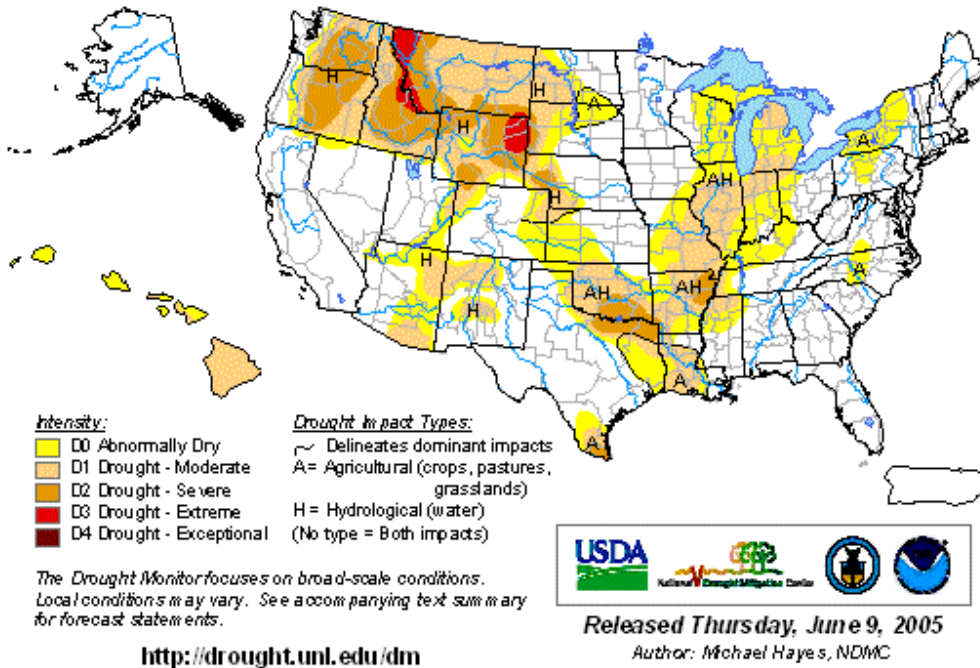 H
H
A
A
H
AH
H
A
H
AH
AH
H
A
A
Intensity:
D0 Abnormally Dry
D1 Drought - Moderate
D2 Drought - Severe
D3 Drought - Extreme
D4 Drought - Exceptional
Drought Impact Types:
Delineates dominant impacts
A = Agricultural (crops, pastures,
grasslands)
H = Hydrological (water)
(No type = Both impacts)
The Drought Monitor focuses on broad-scale conditions.
Local conditions may vary. See accompanying text summary
for forecast statements.
http://drought.unl.edu/dm
USDA
National Drought Mitigation Center
Released Thursday, June 9, 2005
Author: Michael Hayes, NDMC